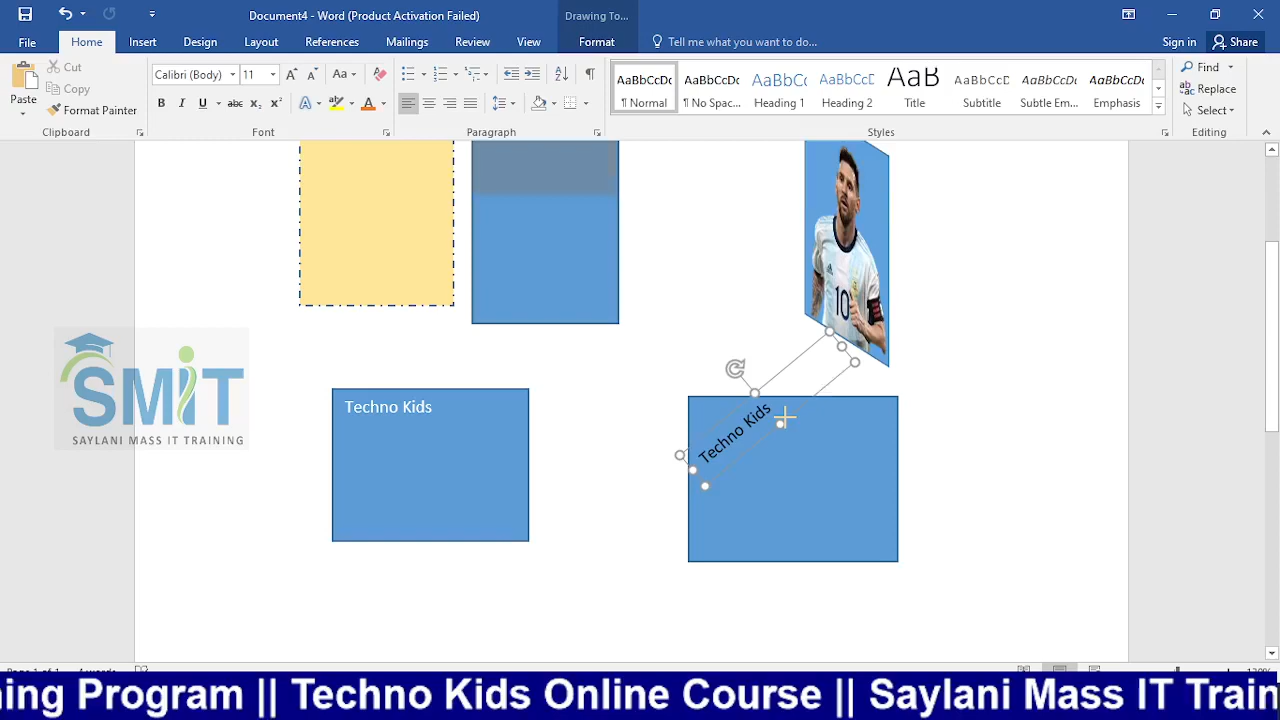 Document4 - Word (Product Activation Failed)
Drawing To...
File
Home
Insert
Design
Layout
References
Mailings
Review
View
Format
Tell me what you want to do...
Sign in
Share
Paste
Cut
Copy
Format Painter
Clipboard
Calibri (Body)
11
Font
Paragraph
AaBbCcDc
¶ Normal
AaBbCcDc
¶ No Spac...
AaBbCc
Heading
AaBbCcC
Heading 2
AaB
Title
AaBbCcD
Subtitle
AaBbCcDc
Subtle Em...
AaBbCcDc
Emphasis
Styles
Find
Replace
Select
Editing
10
SMIT
SAYLANI MASS IT TRAINING
Techno Kids
Techno Kids
ning Program || Techno Kids Online Course || Saylani Mass IT Train